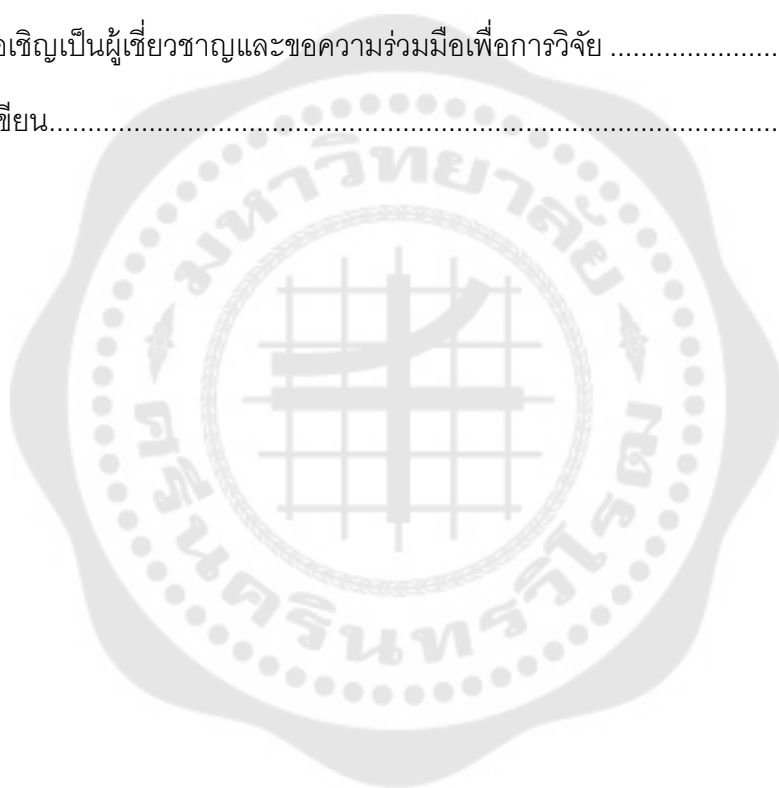 อเชิญเป็นผู้เชี่ยวชาญและขอความร่วมมือเพื่อการวิจัย ......................
ขียน...............................................................................................
มหาวิทยาลัย
ศรีนครินทรวิโรฒ